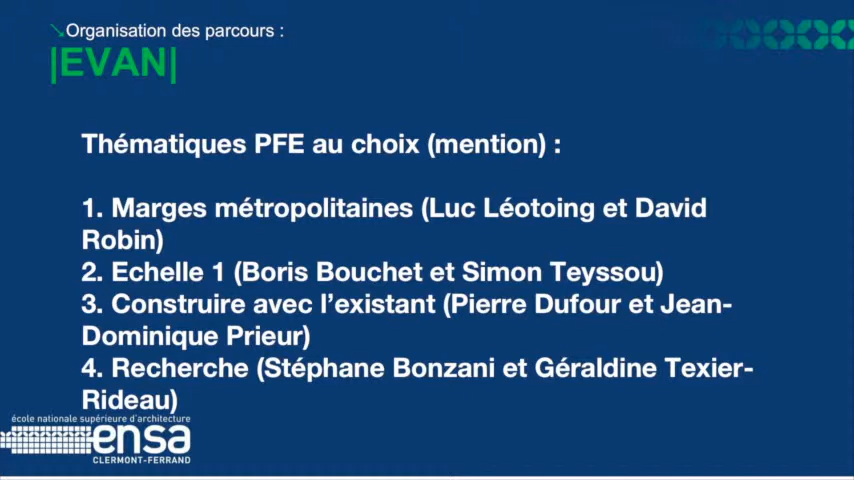 ↘Organisation des parcours :
|EVAN|
Thématiques PFE au choix (mention) :
1. Marges métropolitaines (Luc Léotoing et David
Robin)
2. Echelle 1 (Boris Bouchet et Simon Teyssou)
3. Construire avec l’existant (Pierre Dufour et Jean-
Dominique Prieur)
4. Recherche (Stéphane Bonzani et Géraldine Texier-
Rideau)
école nationale supérieure d'architecture
ensa
CLERMONT-FERRAND